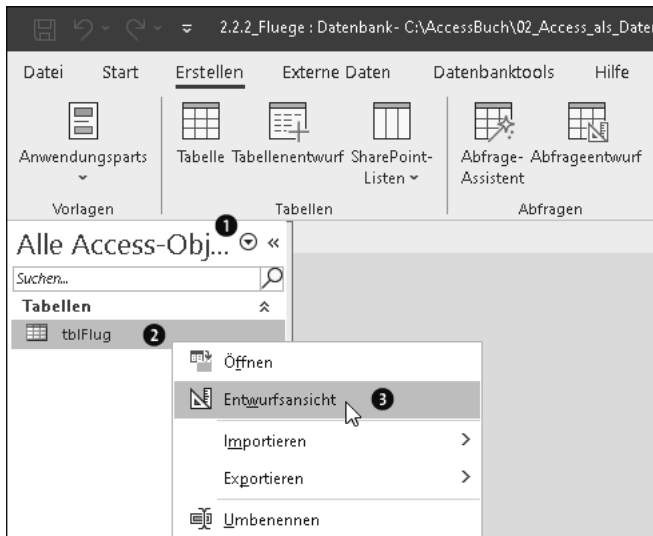 2.2.2_Fluege : Datenbank- C:\AccessBuch\02_Access_als_Daten
Datei Start Erstellen Externe Daten Datenbanktools Hilfe
Anwendungsparts
Tabelle Tabellenentwurf SharePoint-
Listen
Abfrage- Abfrageentwurf
Assistent
Vorlagen Tabellen Abfragen
1
Alle Access-Obj... «
Suchen...
Tabellen
tblFlug 2
Öffnen
Entwurfsansicht 3
Importieren
Exportieren
Umbenennen